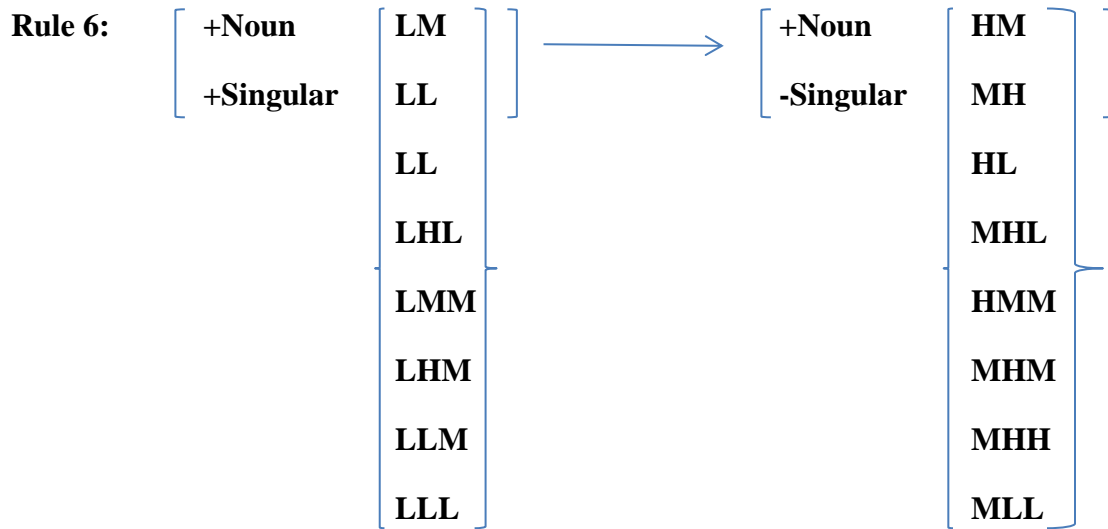 Rule 6: +Noun LM +Noun HM
+Singular LL -Singular MH
LL HL
LHL MHL
LMM HMM
LHM MHM
LLM MHH
LLL MLL